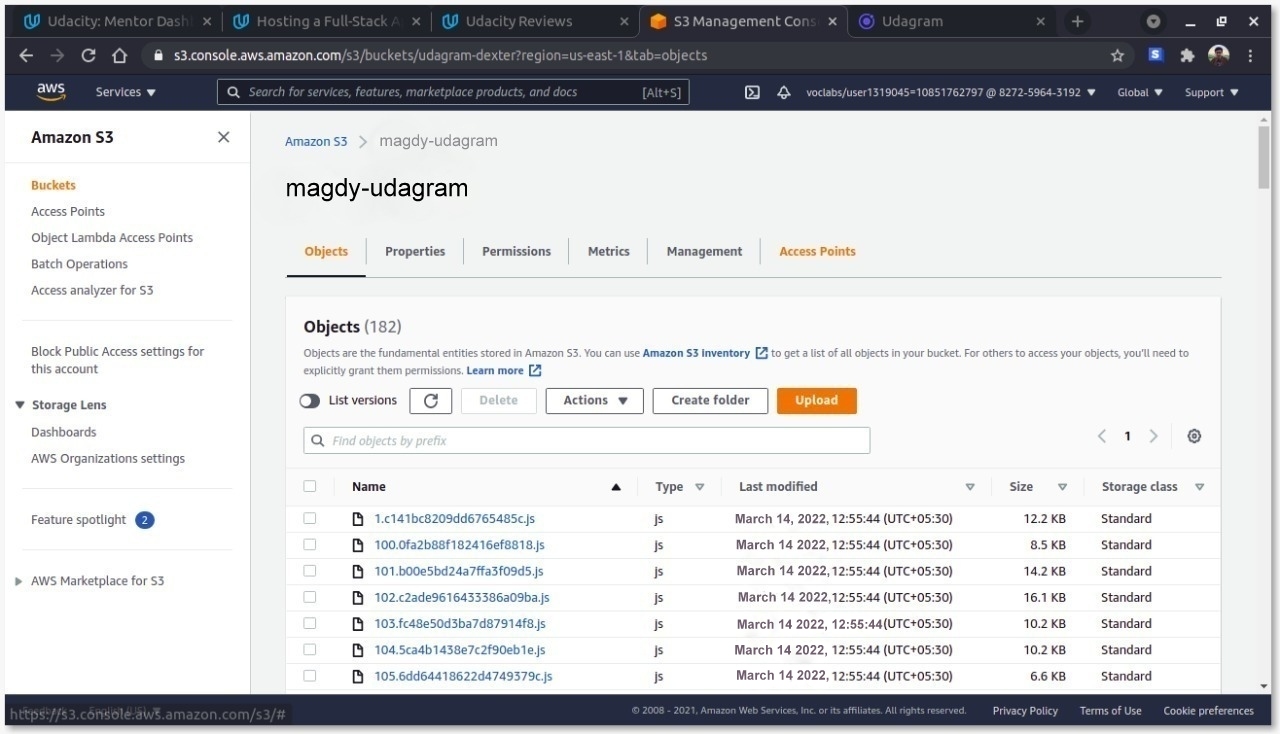 Udacity: Mentor Dash
Hosting a Full-Stack A
Udacity Reviews
S3 Management Cons
Udagram
s3.console.aws.amazon.com/s3/buckets/udagram-dexter?region=us-east-1&tab=objects
S
aws
Services ▼
Search for services, features, marketplace products, and docs [Alt+S]
voclabs/user1319045=10851762797 @ 8272-5964-3192 ▼
Global ▼
Support ▼
Amazon S3
Buckets
Access Points
Object Lambda Access Points
Batch Operations
Access analyzer for S3
Block Public Access settings for
this account
Storage Lens
Dashboards
AWS Organizations settings
Feature spotlight 2
AWS Marketplace for S3
Amazon S3 > magdy-udagram
magdy-udagram
Objects Properties Permissions Metrics Management Access Points
Objects (182)
Objects are the fundamental entities stored in Amazon S3. You can use Amazon S3 inventory to get a list of all objects in your bucket. For others to access your objects, you'll need to
explicitly grant them permissions. Learn more
List versions Delete Actions ▼ Create folder Upload
Find objects by prefix
< 1 >
Name ▲ Type ▽ Last modified ▽ Size ▽ Storage class ▽
1.c141bc8209dd6765485c.js js March 14, 2022, 12:55:44 (UTC+05:30) 12.2 KB Standard
100.0fa2b88f182416ef8818.js js March 14 2022, 12:55:44 (UTC+05:30) 8.5 KB Standard
101.b00e5bd24a7ffa3f09d5.js js March 14 2022, 12:55:44 (UTC+05:30) 14.2 KB Standard
102.c2ade9616433386a09ba.js js March 14 2022, 12:55:44 (UTC+05:30) 16.1 KB Standard
103.fc48e50d3ba7d87914f8.js js March 14 2022, 12:55:44 (UTC+05:30) 10.2 KB Standard
104.5ca4b1438e7c2f90eb1e.js js March 14 2022, 12:55:44 (UTC+05:30) 10.2 KB Standard
105.6dd64418622d4749379c.js js March 14 2022, 12:55:44 (UTC+05:30) 6.6 KB Standard
https://s3.console.aws.amazon.com/s3/#
© 2008 - 2021, Amazon Web Services, Inc. or its affiliates. All rights reserved. Privacy Policy Terms of Use Cookie preferences